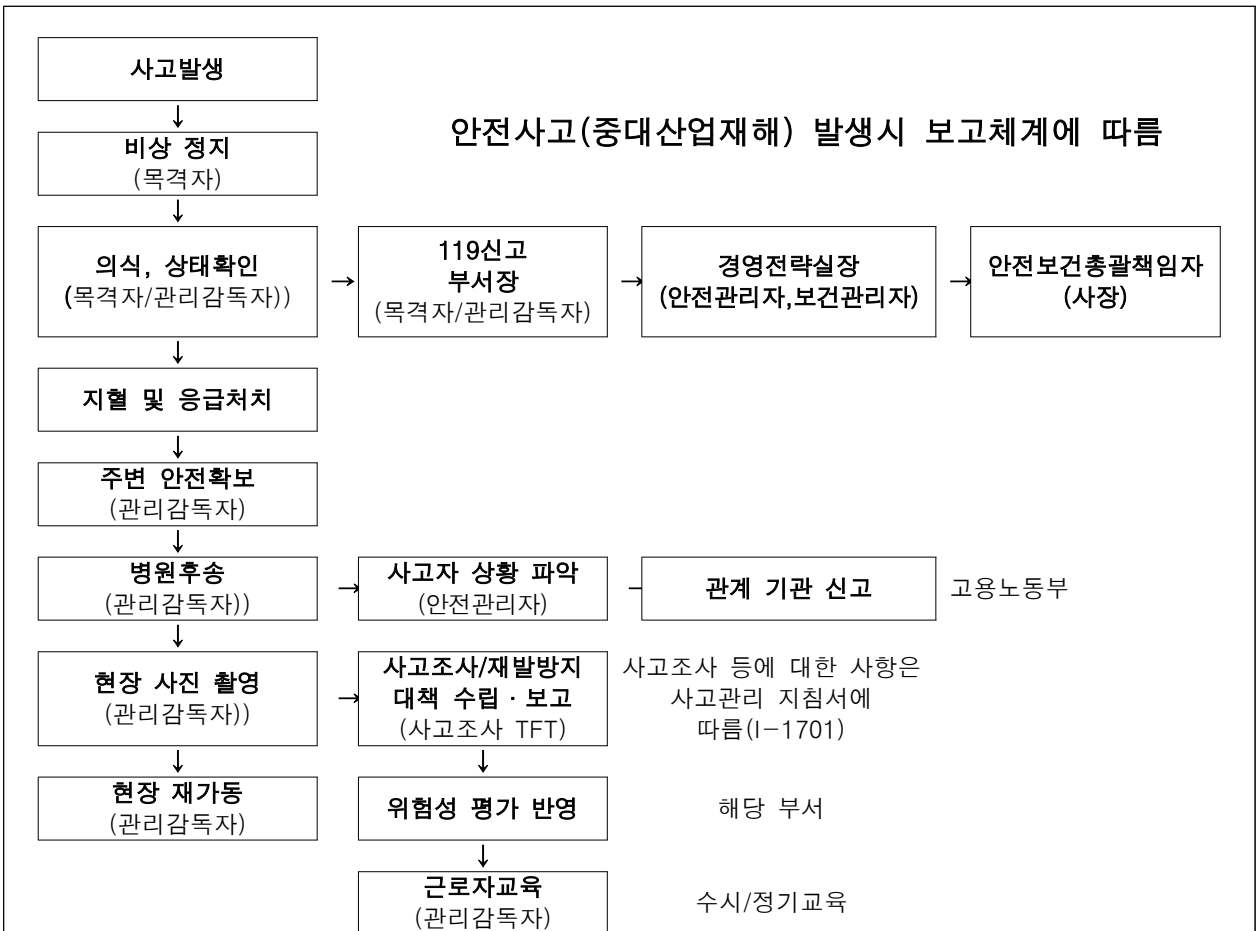 사고발생
↓
안전사고(중대산업재해) 발생시 보고체계에 따름
비상 정지
(목격자)
↓
의식, 상태확인
(목격자/관리감독자))
→
119신고
부서장
(목격자/관리감독자)
→
경영전략실장
(안전관리자,보건관리자)
→
안전보건총괄책임자
(사장)
↓
지혈 및 응급처치
↓
주변 안전확보
(관리감독자)
↓
병원후송
(관리감독자))
→
사고자 상황 파악
(안전관리자)
관계 기관 신고
고용노동부
↓
현장 사진 촬영
(관리감독자))
→
사고조사/재발방지
대책 수립·보고
(사고조사 TFT)
사고조사 등에 대한 사항은
사고관리 지침서에
따름(I-1701)
↓
↓
현장 재가동
(관리감독자)
위험성 평가 반영
해당 부서
↓
근로자교육
(관리감독자)
수시/정기교육